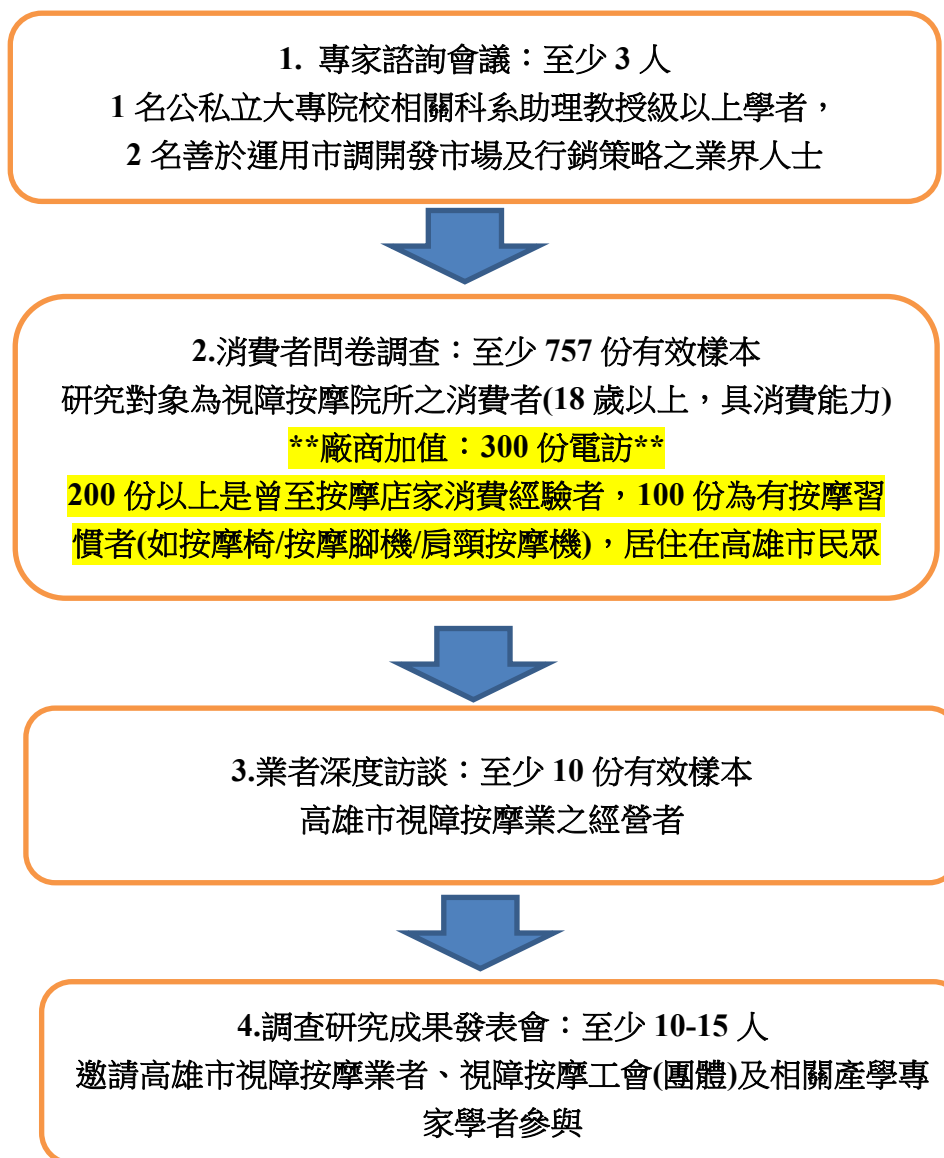 1. 專家諮詢會議：至少 3 人
1 名公私立大專院校相關科系助理教授級以上學者，
2 名善於運用市調開發市場及行銷策略之業界人士
2.消費者問卷調查：至少 757 份有效樣本
研究對象為視障按摩院所之消費者(18 歲以上，具消費能力)
**廠商加值：300 份電訪**
200 份以上是曾至按摩店家消費經驗者，100 份為有按摩習
慣者(如按摩椅/按摩腳機/肩頸按摩機)，居住在高雄市民眾
3.業者深度訪談：至少 10 份有效樣本
高雄市視障按摩業之經營者
4.調查研究成果發表會：至少 10-15 人
邀請高雄市視障按摩業者、視障按摩工會(團體)及相關產學專
家學者參與